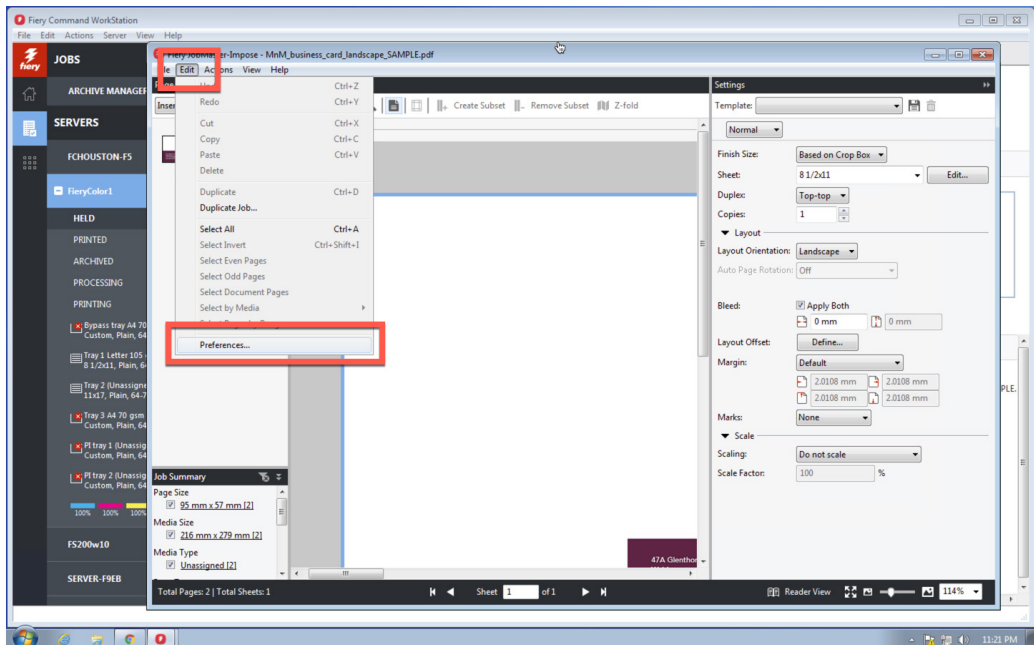 Fiery Command WorkStation
File Edit Actions Server View Help
fiery
JOBS
ARCHIVE MANAGER
SERVERS
FCHOUSTON-F5
FieryColor1
HELD
PRINTED
ARCHIVED
PROCESSING
PRINTING
Bypass tray A4 70
Custom, Plain, 64
Tray 1 Letter 105
8 1/2x11, Plain, 6
Tray 2 (Unassigne
11x17, Plain, 64-7
Tray 3 A4 70 gsm
Custom, Plain, 64
PI tray 1 (Unassig
Custom, Plain, 64
PI tray 2 (Unassig
Custom, Plain, 64
100% 100% 100%
FS200w10
SERVER-F9EB
Fiery JobMaster-Impose - MnM_business_card_landscape_SAMPLE.pdf
Edit Actions View Help
Ctrl+Z
Redo Ctrl+Y
Cut Ctrl+X
Copy Ctrl+C
Paste Ctrl+V
Delete
Duplicate Ctrl+D
Duplicate Job...
Select All Ctrl+A
Select Invert Ctrl+Shift+I
Select Even Pages
Select Odd Pages
Select Document Pages
Select by Media
Preferences...
Create Subset Remove Subset Z-fold
Job Summary
Page Size
95 mm x 57 mm [2]
Media Size
216 mm x 279 mm [2]
Media Type
Unassigned [2]
47A Glenthor
Total Pages: 2 | Total Sheets: 1
Sheet 1 of 1
Reader View 114%
Settings
Template:
Normal
Finish Size: Based on Crop Box
Sheet: 8 1/2x11 Edit...
Duplex: Top-top
Copies: 1
Layout
Layout Orientation: Landscape
Auto Page Rotation: Off
Bleed: Apply Both
0 mm 0 mm
Layout Offset: Define...
Margin: Default
2.0108 mm 2.0108 mm
2.0108 mm 2.0108 mm
Marks: None
Scale
Scaling: Do not scale
Scale Factor: 100 %
PLE.
11:21 PM